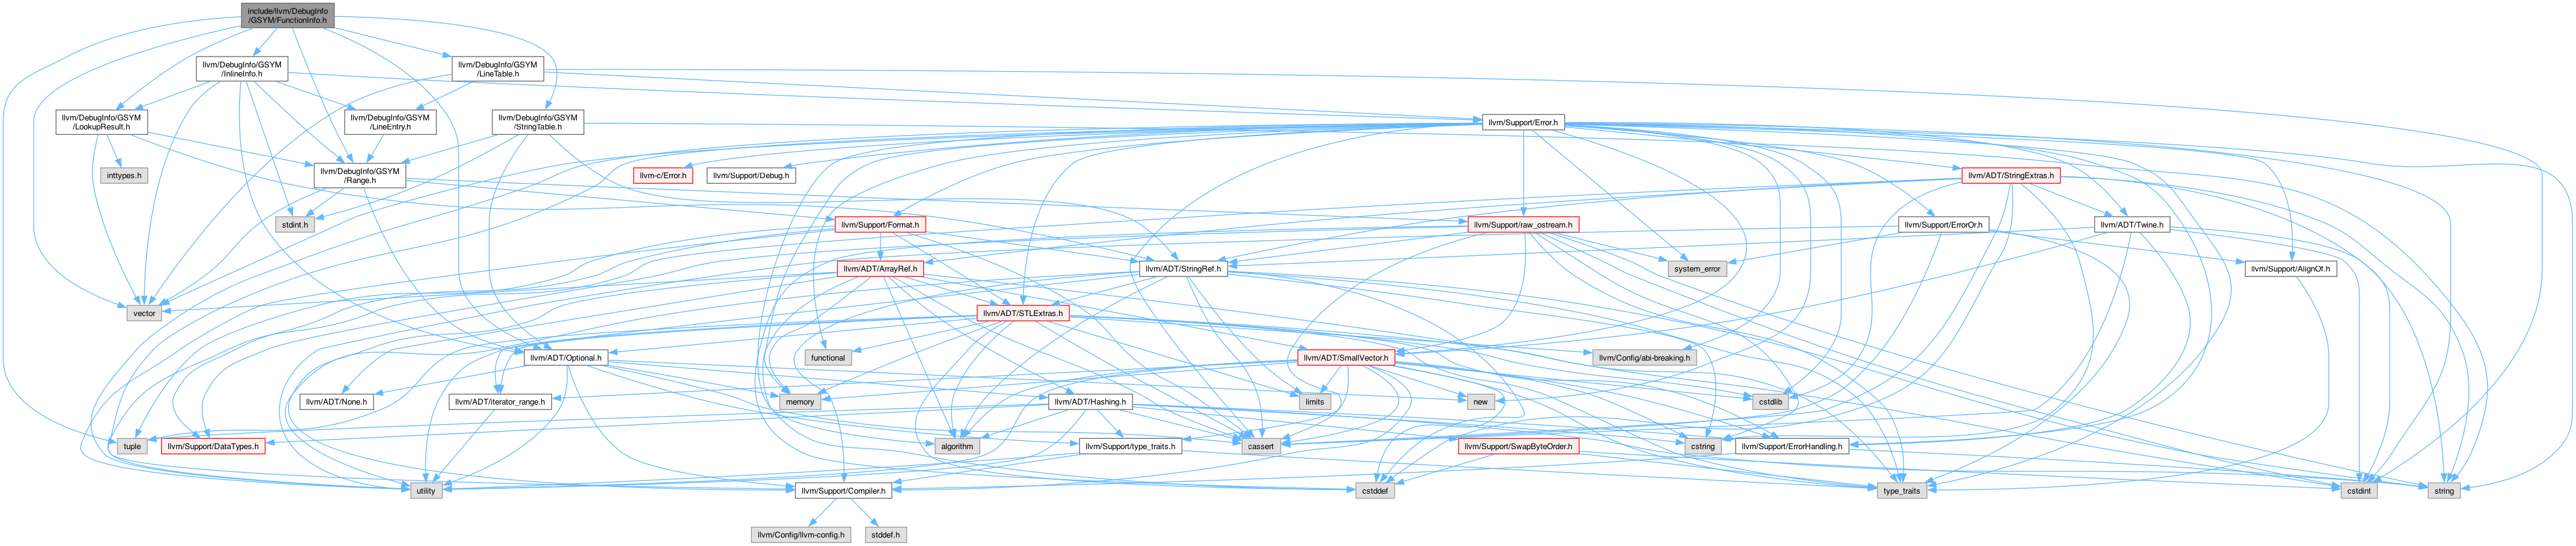 include/llvm/DebugInfo
/GSYM/FunctionInfo.h
llvm/DebugInfo/GSYM
/InlineInfo.h
llvm/DebugInfo/GSYM
/LineTable.h
llvm/DebugInfo/GSYM
/LookupResult.h
llvm/DebugInfo/GSYM
/LineEntry.h
llvm/DebugInfo/GSYM
/StringTable.h
llvm/Support/Error.h
inttypes.h
llvm/DebugInfo/GSYM
/Range.h
llvm-c/Error.h
llvm/Support/Debug.h
llvm/ADT/StringExtras.h
stdint.h
llvm/Support/Format.h
llvm/Support/raw_ostream.h
llvm/Support/ErrorOr.h
llvm/ADT/Twine.h
llvm/ADT/ArrayRef.h
llvm/ADT/StringRef.h
system_error
llvm/Support/AlignOf.h
vector
llvm/ADT/STLExtras.h
llvm/ADT/Optional.h
functional
llvm/ADT/SmallVector.h
llvm/Config/abi-breaking.h
llvm/ADT/None.h
llvm/ADT/iterator_range.h
memory
llvm/ADT/Hashing.h
limits
new
cstdlib
tuple
llvm/Support/DataTypes.h
algorithm
llvm/Support/type_traits.h
cassert
llvm/Support/SwapByteOrder.h
cstring
llvm/Support/ErrorHandling.h
utility
llvm/Support/Compiler.h
cstddef
type_traits
cstdint
string
llvm/Config/llvm-config.h
stddef.h